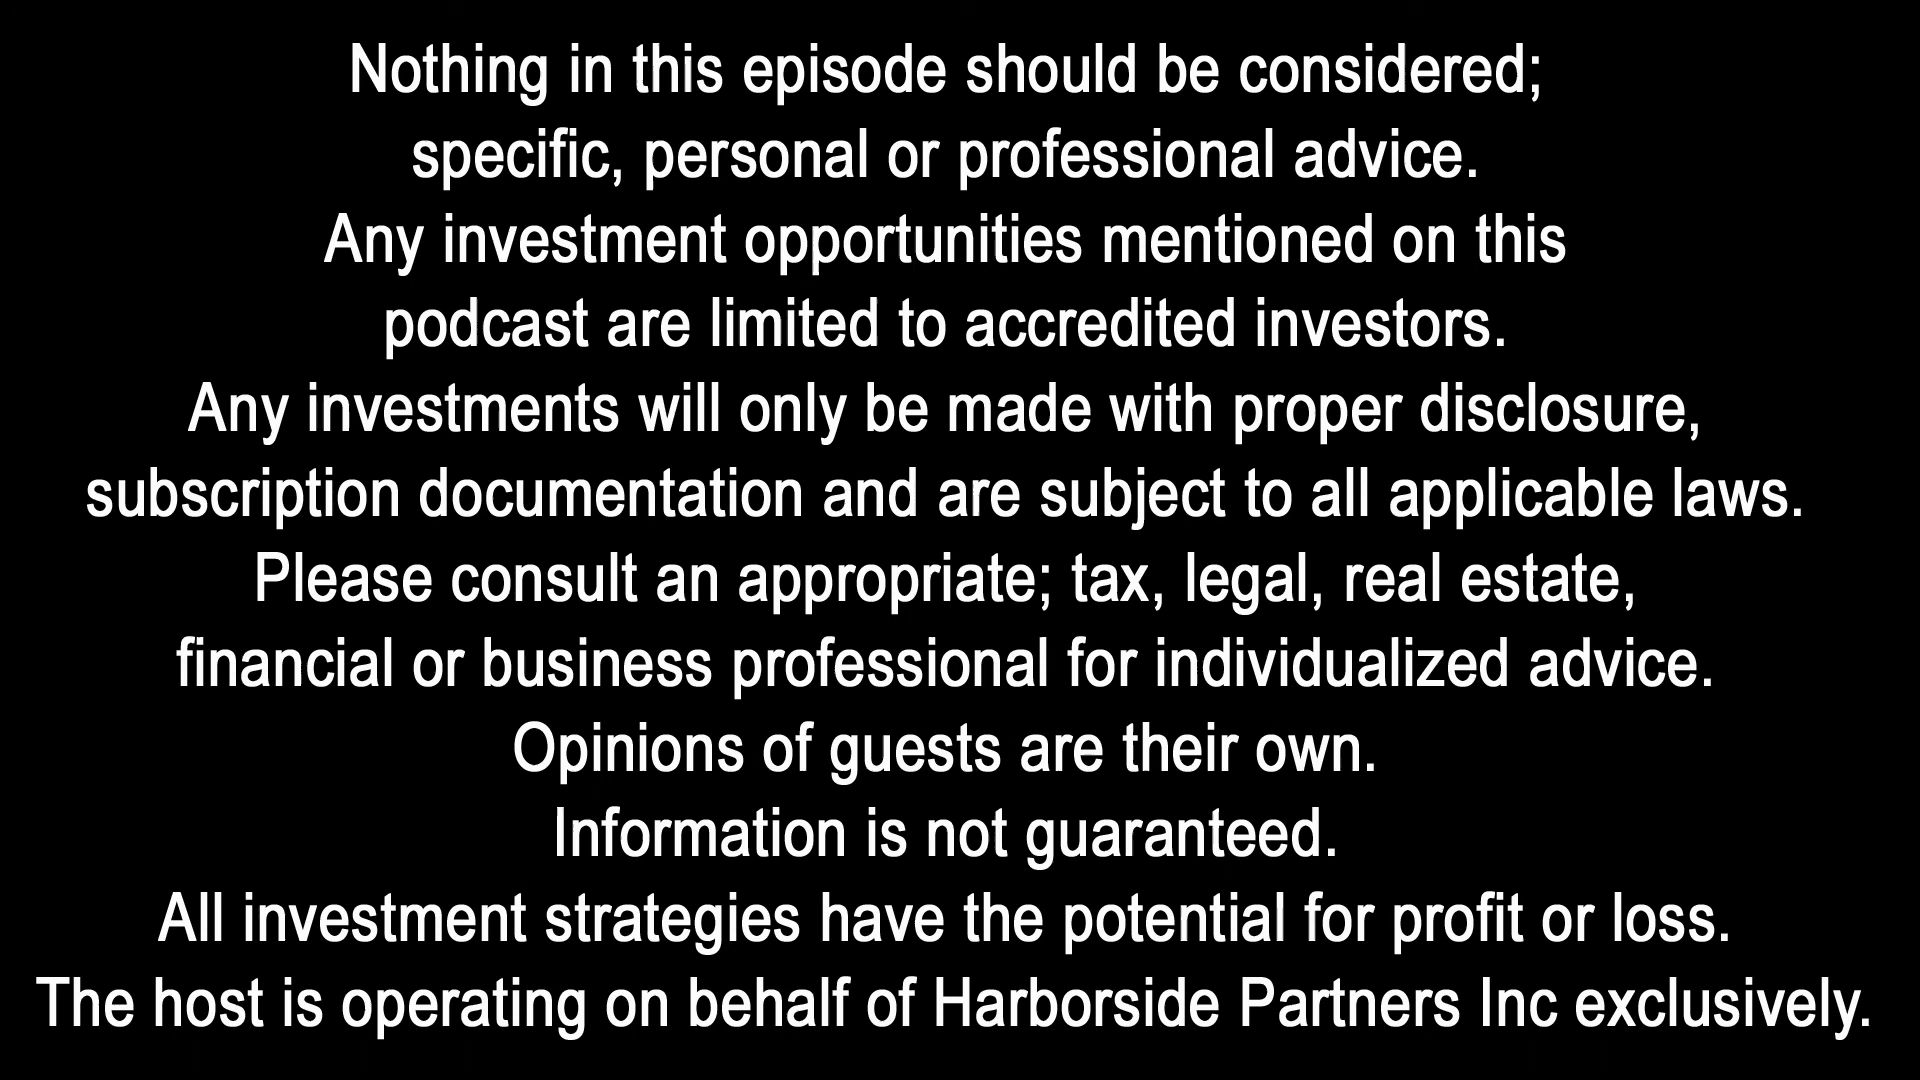 Nothing in this episode should be considered;
specific, personal or professional advice.
Any investment opportunities mentioned on this
podcast are limited to accredited investors.
Any investments will only be made with proper disclosure,
subscription documentation and are subject to all applicable laws.
Please consult an appropriate; tax, legal, real estate,
financial or business professional for individualized advice.
Opinions of guests are their own.
Information is not guaranteed.
All investment strategies have the potential for profit or loss.
The host is operating on behalf of Harborside Partners Inc exclusively.